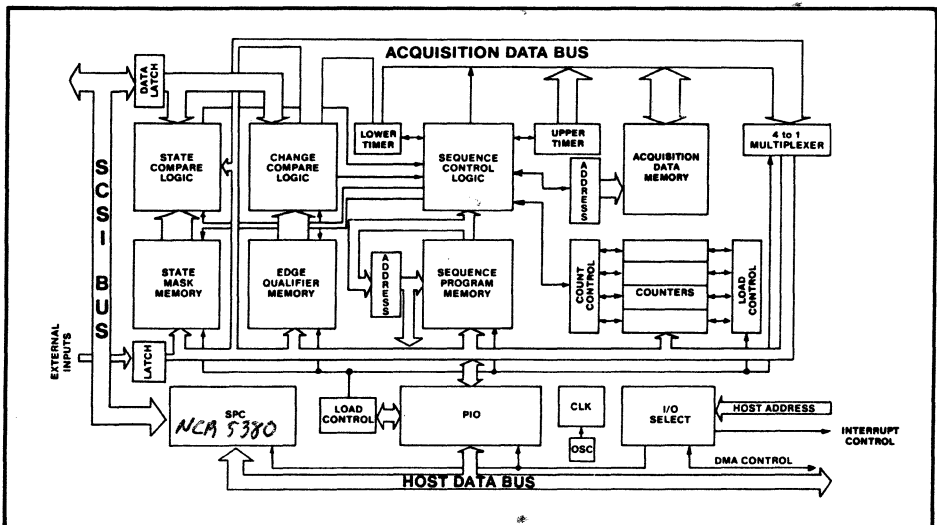 ACQUISITION DATA BUS
DATA
LATCH
SCSI BUS
STATE
COMPARE
LOGIC
CHANGE
COMPARE
LOGIC
LOWER
TIMER
SEQUENCE
CONTROL
LOGIC
UPPER
TIMER
ADDRESS
ACQUISITION
DATA
MEMORY
4 to 1
MULTIPLEXER
STATE
MASK
MEMORY
EDGE
QUALIFIER
MEMORY
ADDRESS
SEQUENCE
PROGRAM
MEMORY
COUNT
CONTROL
COUNTERS
LOAD
CONTROL
EXTERNAL
INPUTS
LATCH
SPC
NCR 5380
LOAD
CONTROL
PIO
CLK
OSC
I/O
SELECT
HOST ADDRESS
INTERRUPT
CONTROL
DMA CONTROL
HOST DATA BUS